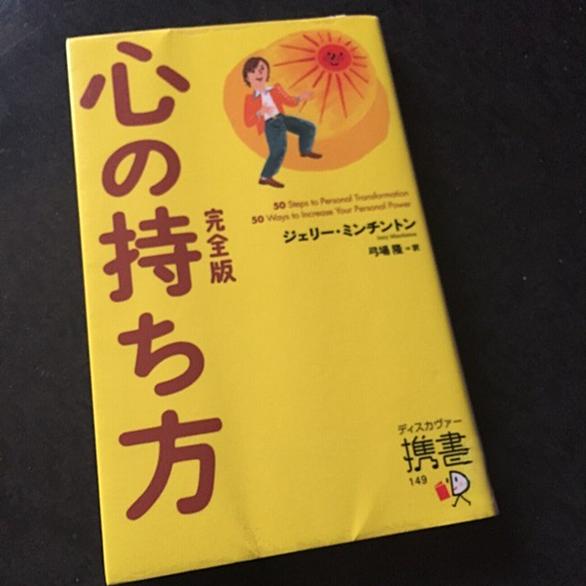 心の持ち方
完全版
50 Steps to Personal Transformation
50 Ways to Increase Your Personal Power
ジェリー・ミンチントン
Jerry Minchinton
弓場 隆=訳
ディスカヴァー
携書
149